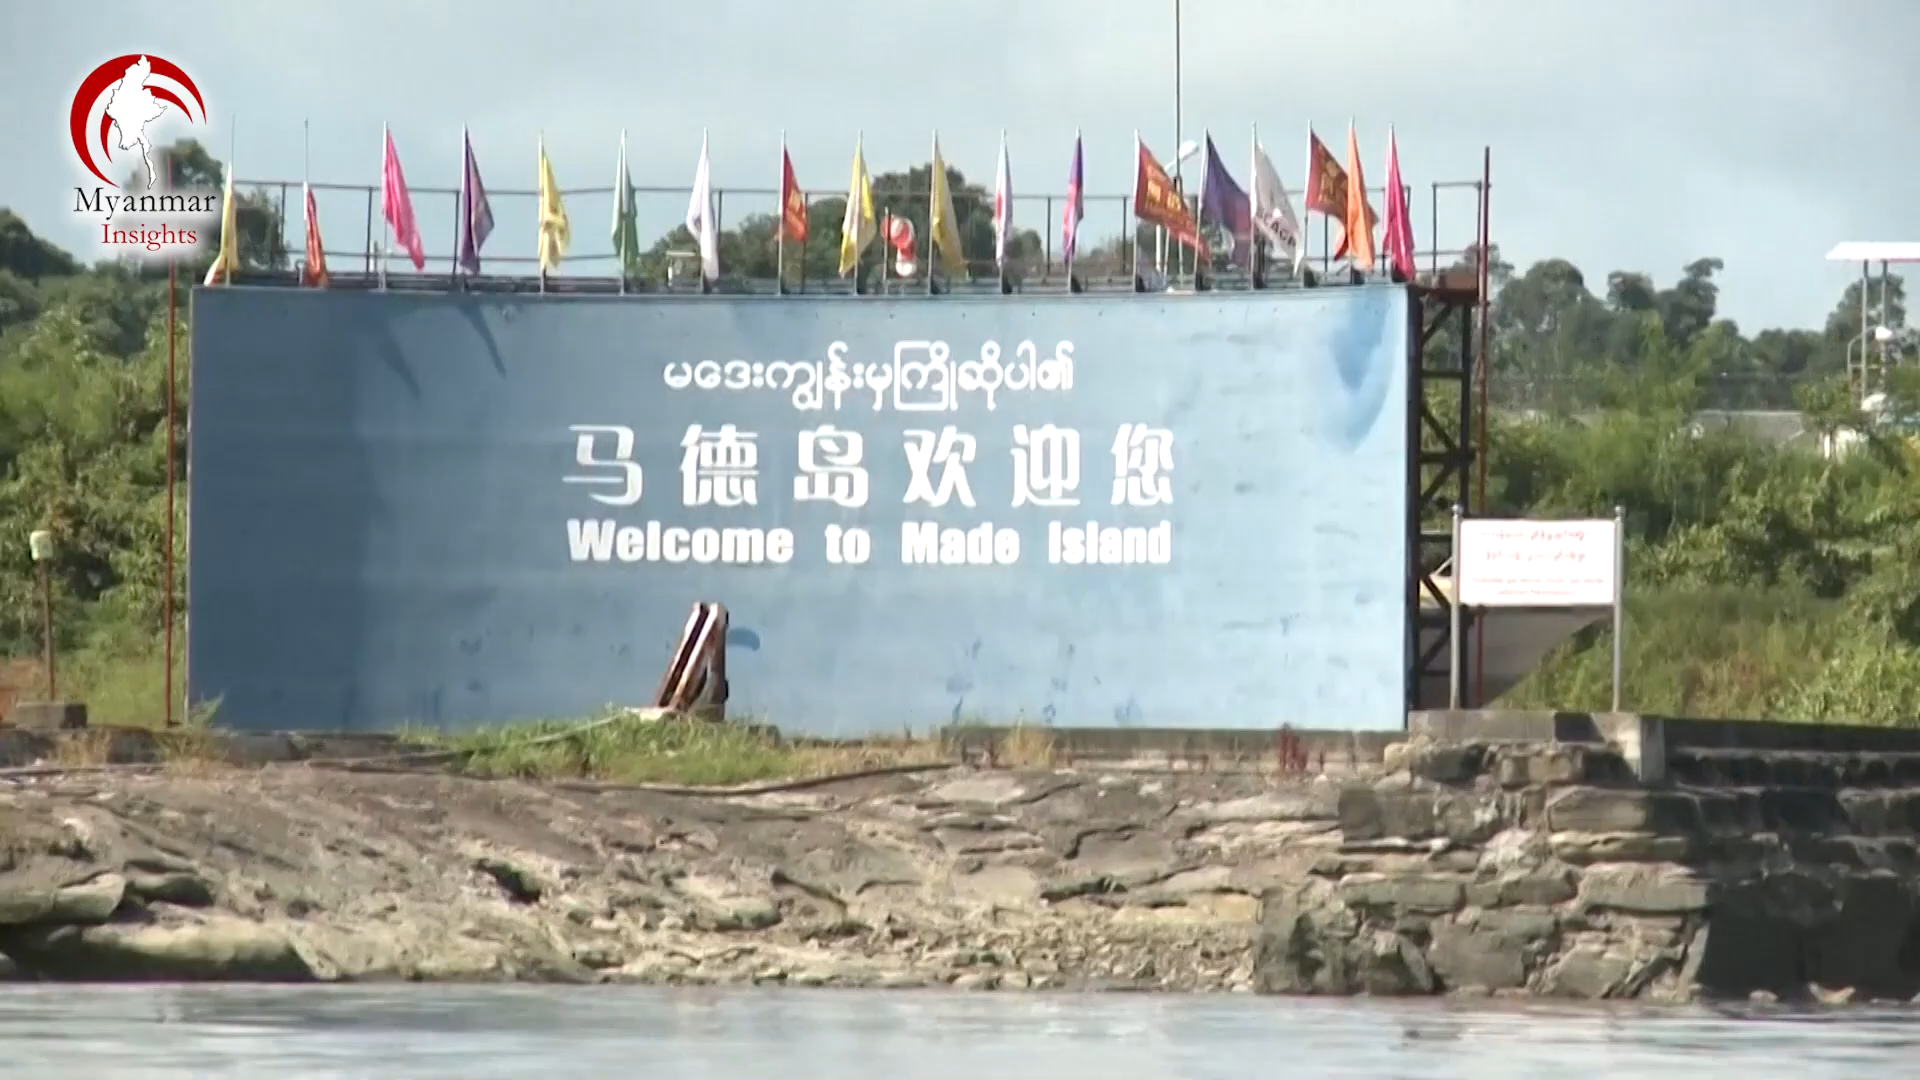 Myanmar
Insights
မဒေးကျွန်းမှကြိုဆိုပါ၏
马德岛欢迎您
Welcome to Made Island